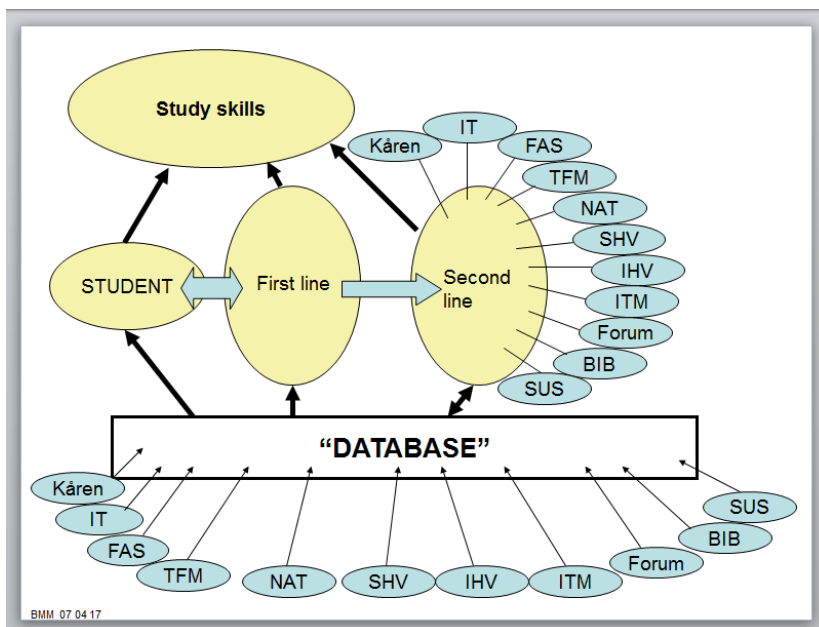 Study skills
Kåren
IT
FAS
TFM
NAT
SHV
IHV
ITM
Forum
BIB
SUS
STUDENT
First line
Second
line
“DATABASE”
Kåren
IT
FAS
TFM
NAT
SHV
IHV
ITM
Forum
BIB
SUS
BMM 07 04 17